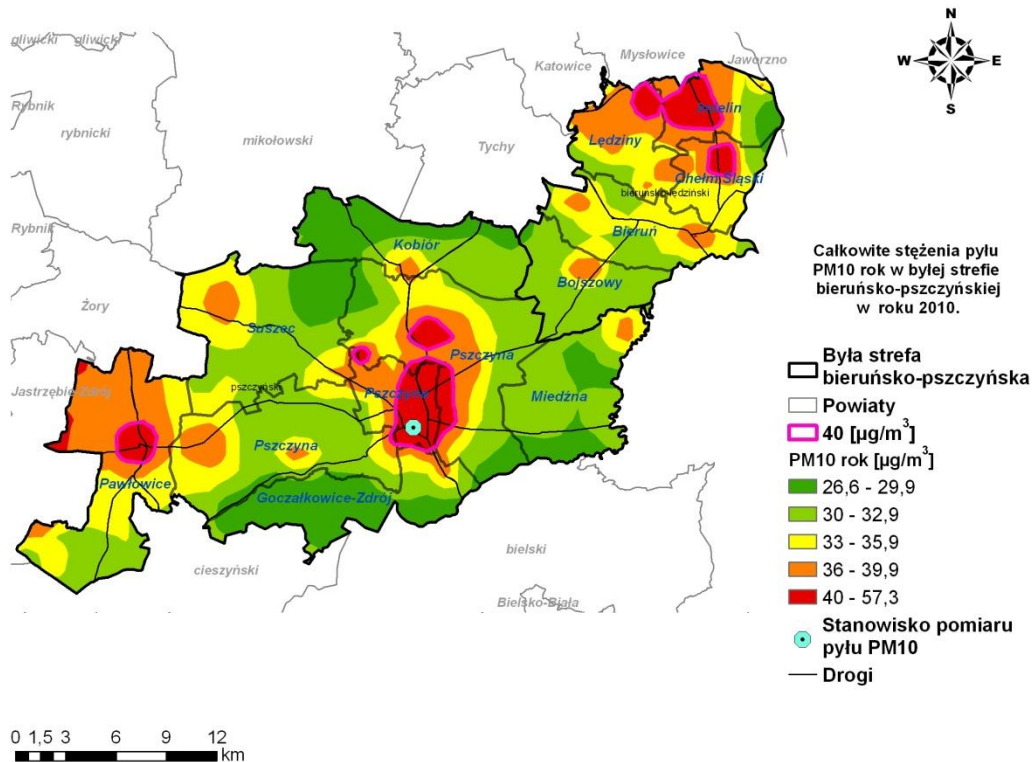 N
W E
S
gliwicki gliwicki
Mysłowice
Jaworzno
Katowice
Rybnik
rybnicki
mikołowski
Tychy
Imielin
Lędziny
Chełm Śląski
bieruńsko-lędziński
Rybnik
Bieruń
Kobiór
Bojszowy
Żory
Suszec
Pszczyna
Jastrzębie-Zdrój
pszczyński
Pszczyna
Miedźna
Pszczyna
Pawłowice
Goczałkowice-Zdrój
cieszyński
bielski
Bielsko-Biała
Całkowite stężenia pyłu
PM10 rok w byłej strefie
bieruńsko-pszczyńskiej
w roku 2010.
Była strefa
bieruńsko-pszczyńska
Powiaty
40 [µg/m³]
PM10 rok [µg/m³]
26,6 - 29,9
30 - 32,9
33 - 35,9
36 - 39,9
40 - 57,3
Stanowisko pomiaru
pyłu PM10
Drogi
0 1,5 3 6 9 12
km